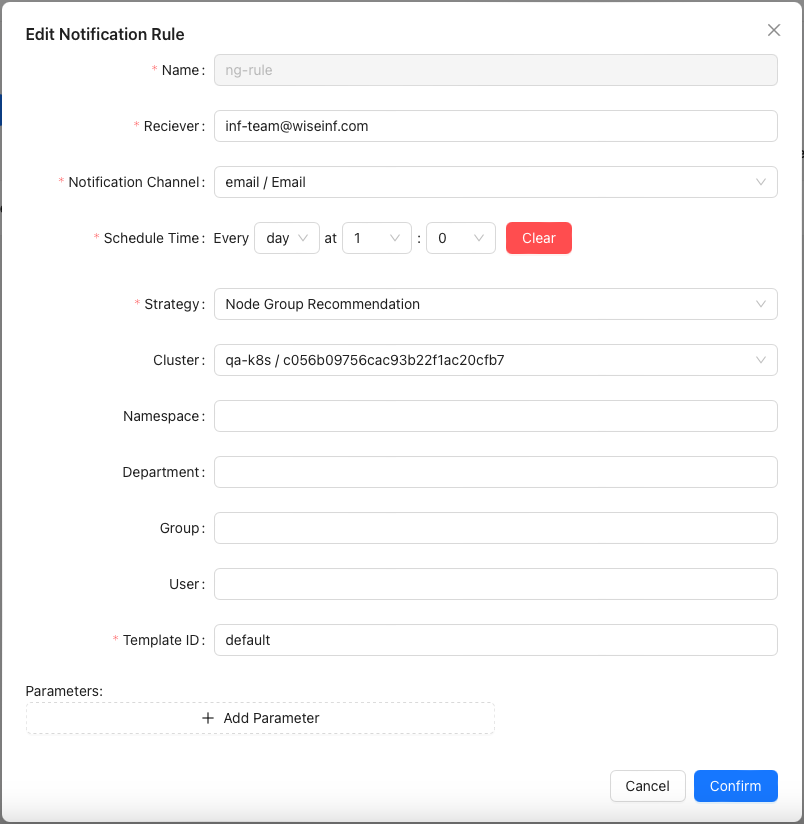 Edit Notification Rule
* Name : ng-rule
* Reciever : inf-team@wiseinf.com
* Notification Channel : email / Email
* Schedule Time : Every day at 1 : 0 Clear
* Strategy : Node Group Recommendation
Cluster : qa-k8s / c056b09756cac93b22f1ac20cfb7
Namespace :
Department :
Group :
User :
* Template ID : default
Parameters:
+ Add Parameter
Cancel Confirm